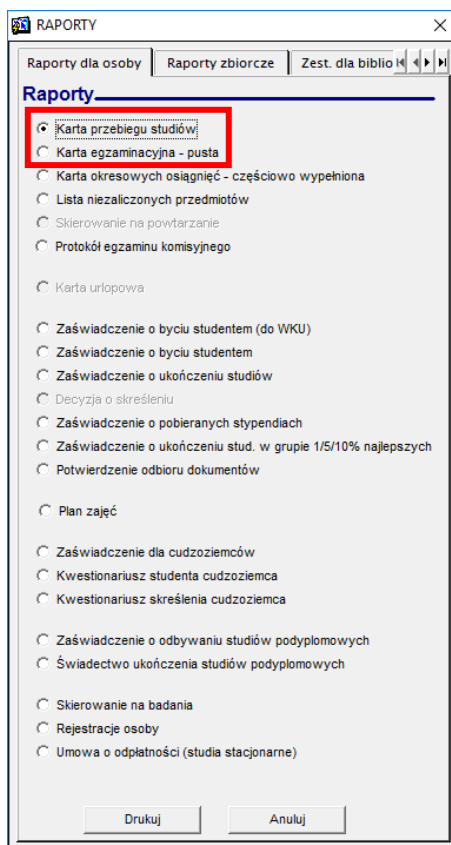 RAPORTY
Raporty dla osoby Raporty zbiorcze Zest. dla biblio
Raporty
Karta przebiegu studiów
Karta egzaminacyjna - pusta
Karta okresowych osiągnięć - częściowo wypełniona
Lista niezaliczonych przedmiotów
Skierowanie na powtarzanie
Protokół egzaminu komisyjnego
Karta urlopowa
Zaświadczenie o byciu studentem (do WKU)
Zaświadczenie o byciu studentem
Zaświadczenie o ukończeniu studiów
Decyzja o skreśleniu
Zaświadczenie o pobieranych stypendiach
Zaświadczenie o ukończeniu stud. w grupie 1/5/10% najlepszych
Potwierdzenie odbioru dokumentów
Plan zajęć
Zaświadczenie dla cudzoziemców
Kwestionariusz studenta cudzoziemca
Kwestionariusz skreślenia cudzoziemca
Zaświadczenie o odbywaniu studiów podyplomowych
Świadectwo ukończenia studiów podyplomowych
Skierowanie na badania
Rejestracje osoby
Umowa o odpłatności (studia stacjonarne)
Drukuj Anuluj